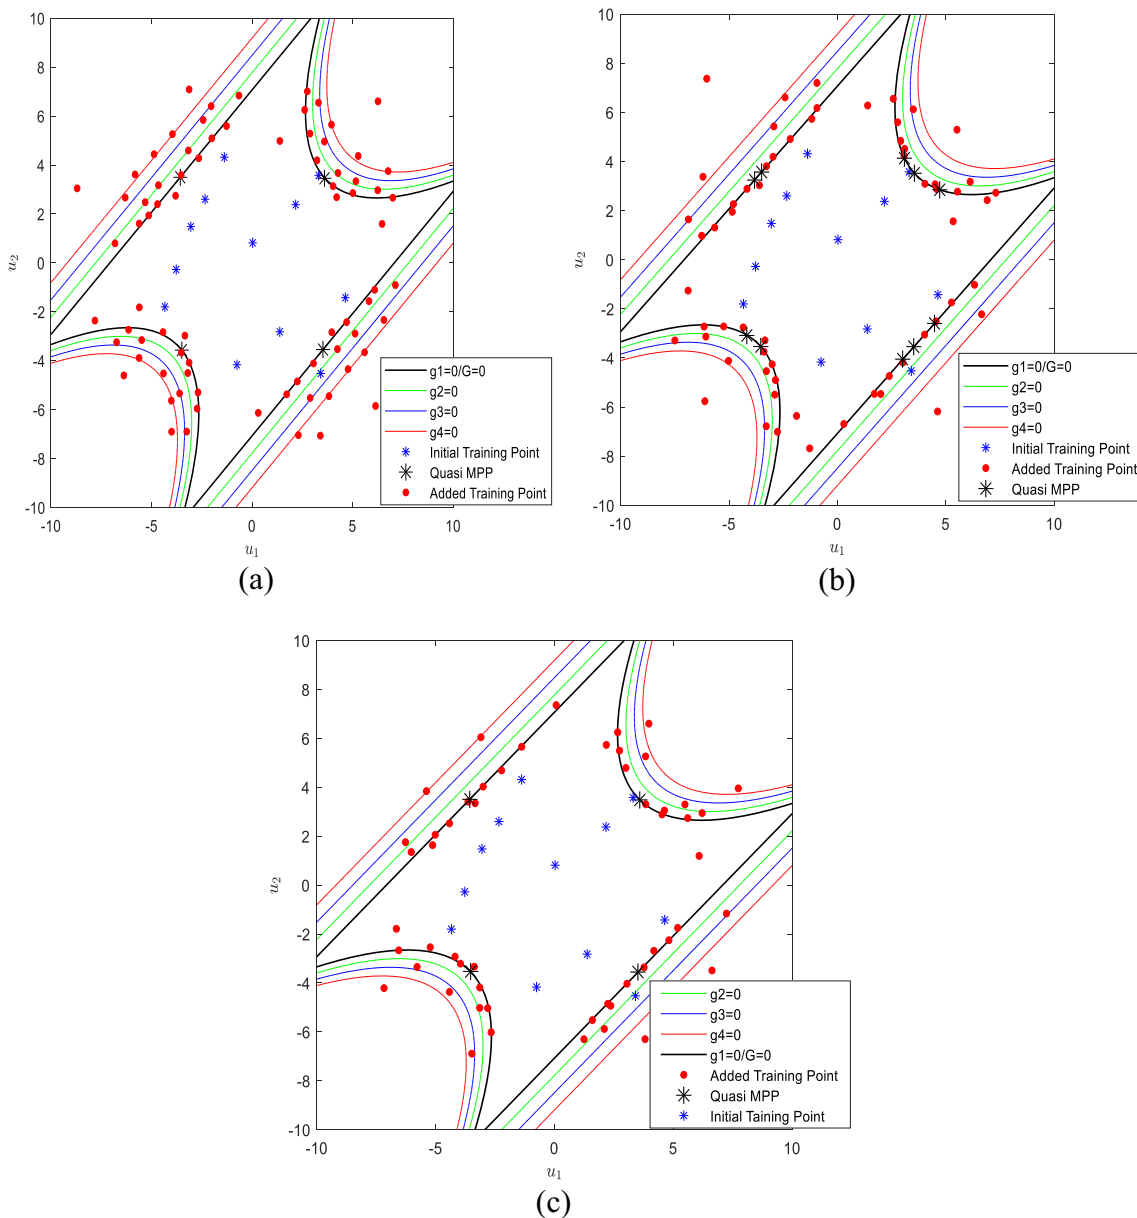 10
8
6
4
2
0
-2
-4
-6
-8
-10
u2
-10 -5 0 5 10
u1
g1=0/G=0
g2=0
g3=0
g4=0
Initial Training Point
Quasi MPP
Added Training Point
(a)
10
8
6
4
2
0
-2
-4
-6
-8
-10
u2
-10 -5 0 5 10
u1
g1=0/G=0
g2=0
g3=0
g4=0
Initial Training Point
Added Training Point
Quasi MPP
(b)
10
8
6
4
2
0
-2
-4
-6
-8
-10
u2
-10 -5 0 5 10
u1
g2=0
g3=0
g4=0
g1=0/G=0
Added Training Point
Quasi MPP
Initial Taining Point
(c)